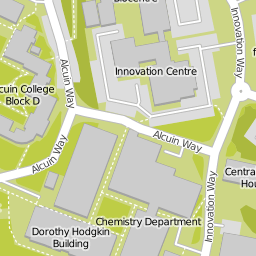 Innovation Way
Innovation Centre
Alcuin Way
cuin College
Block D
Alcuin Way
Alcuin Way
Central
Hou
Innovation Way
Chemistry Department
Dorothy Hodgkin
Building